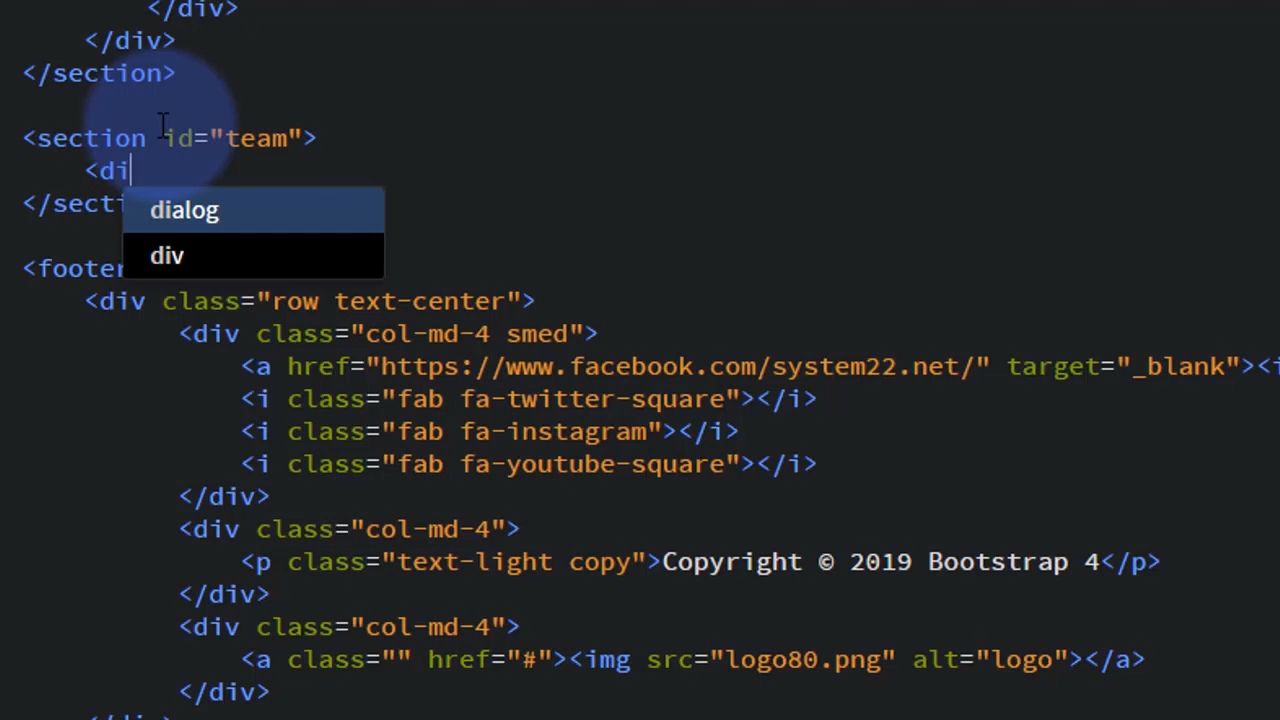 </div>
</div>
</section>
<section id="team">
<di
</secti
dialog
div
<footer
<div class="row text-center">
<div class="col-md-4 smed">
<a href="https://www.facebook.com/system22.net/" target="_blank"><i
<i class="fab fa-twitter-square"></i>
<i class="fab fa-instagram"></i>
<i class="fab fa-youtube-square"></i>
</div>
<div class="col-md-4">
<p class="text-light copy">Copyright © 2019 Bootstrap 4</p>
</div>
<div class="col-md-4">
<a class="" href="#"><img src="logo80.png" alt="logo"></a>
</div>